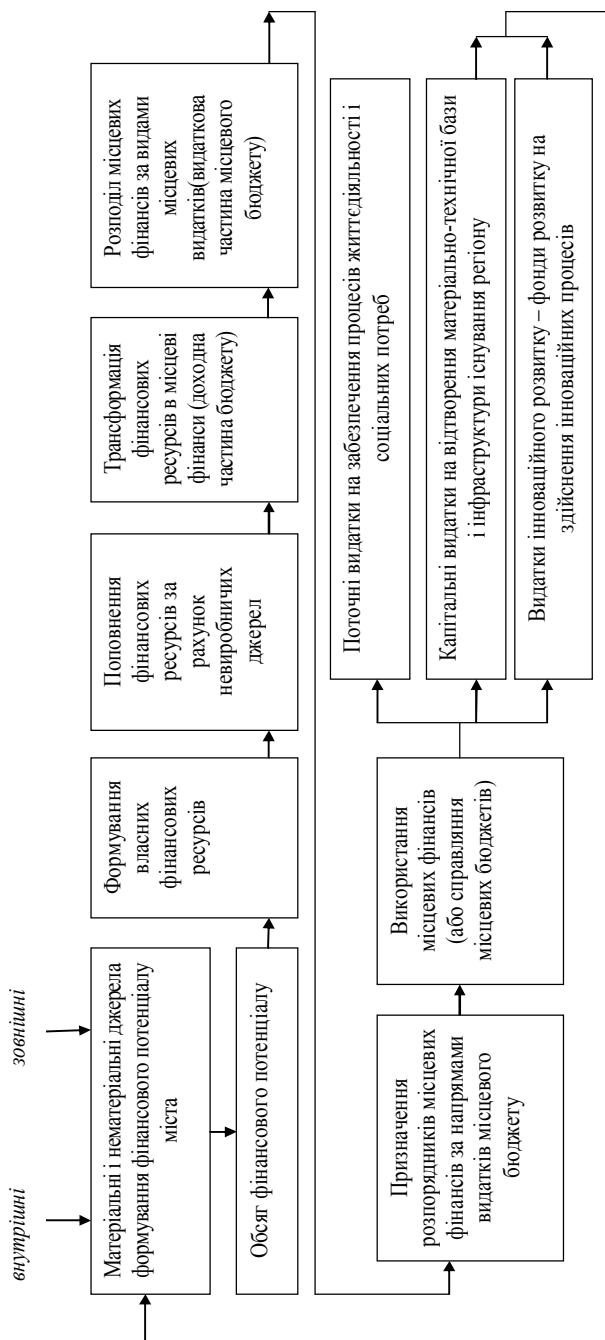 внутрішні
зовнішні
Матеріальні і нематеріальні джерела
формування фінансового потенціалу
міста
Обсяг фінансового потенціалу
Формування
власних
фінансових
ресурсів
Поповнення
фінансових
ресурсів за
рахунок
невиробничих
джерел
Трансформація
фінансових
ресурсів в місцеві
фінанси (доходна
частина бюджету)
Розподіл місцевих
фінансів за видами
місцевих
видатків(видаткова
частина місцевого
бюджету)
Призначення
розпорядників місцевих
фінансів за напрямами
видатків місцевого
бюджету
Використання
місцевих фінансів
(або справляння
місцевих бюджетів)
Поточні видатки на забезпечення процесів життєдіяльності і
соціальних потреб
Капітальні видатки на відтворення матеріально-технічної бази
і інфраструктури існування регіону
Видатки інноваційного розвитку – фонди розвитку на
здійснення інноваційних процесів